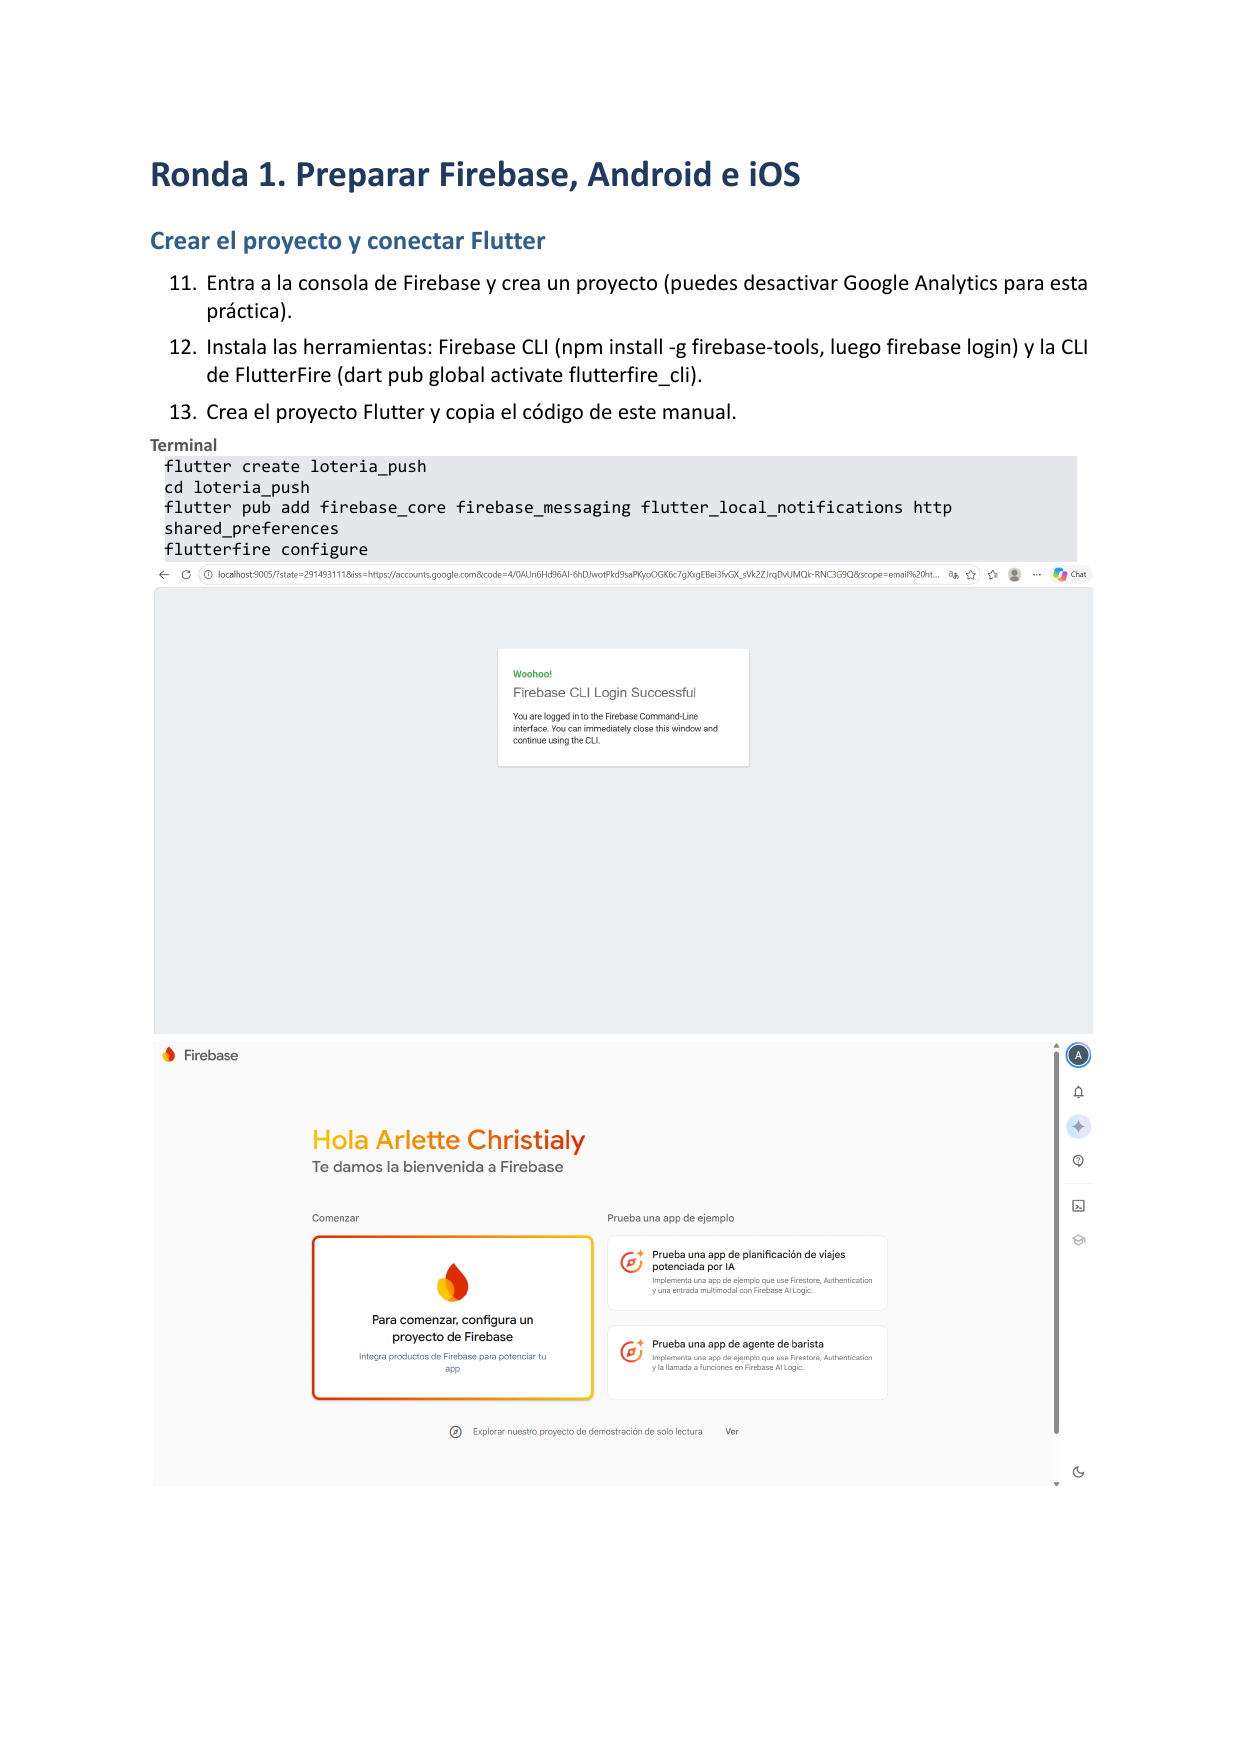 Ronda 1. Preparar Firebase, Android e iOS
Crear el proyecto y conectar Flutter
11. Entra a la consola de Firebase y crea un proyecto (puedes desactivar Google Analytics para esta
práctica).
12. Instala las herramientas: Firebase CLI (npm install -g firebase-tools, luego firebase login) y la CLI
de FlutterFire (dart pub global activate flutterfire_cli).
13. Crea el proyecto Flutter y copia el código de este manual.
Terminal
flutter create loteria_push
cd loteria_push
flutter pub add firebase_core firebase_messaging flutter_local_notifications http
shared_preferences
flutterfire configure
Chat
Woohoo!
Firebase CLI Login Successful
You are logged in to the Firebase Command-Line
interface. You can immediately close this window and
continue using the CLI.
Firebase
A
Hola Arlette Christialy
Te damos la bienvenida a Firebase
Comenzar
Prueba una app de ejemplo
Para comenzar, configura un
proyecto de Firebase
Integra productos de Firebase para potenciar tu
app
Prueba una app de planificación de viajes
potenciada por IA
Implementa una app de ejemplo que use Firestore, Authentication
y una entrada multimodal con Firebase AI Logic.
Prueba una app de agente de barista
Implementa una app de ejemplo que use Firestore, Authentication
y la llamada a funciones en Firebase AI Logic.
Explorar nuestro proyecto de demostración de solo lectura Ver